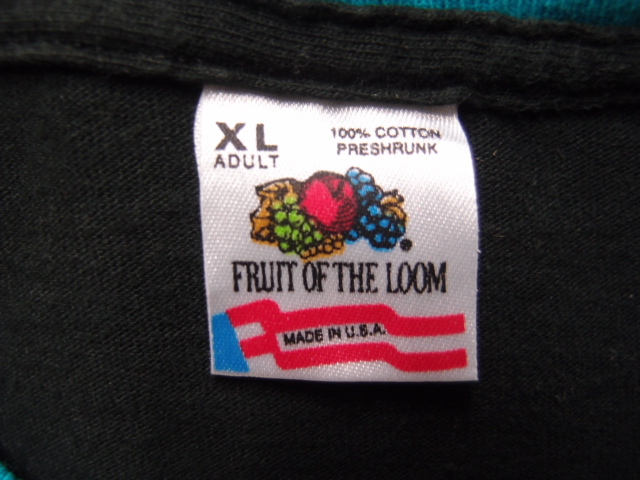 XL
ADULT
100% COTTON
PRESHRUNK
FRUIT OF THE LOOM
MADE IN U.S.A.